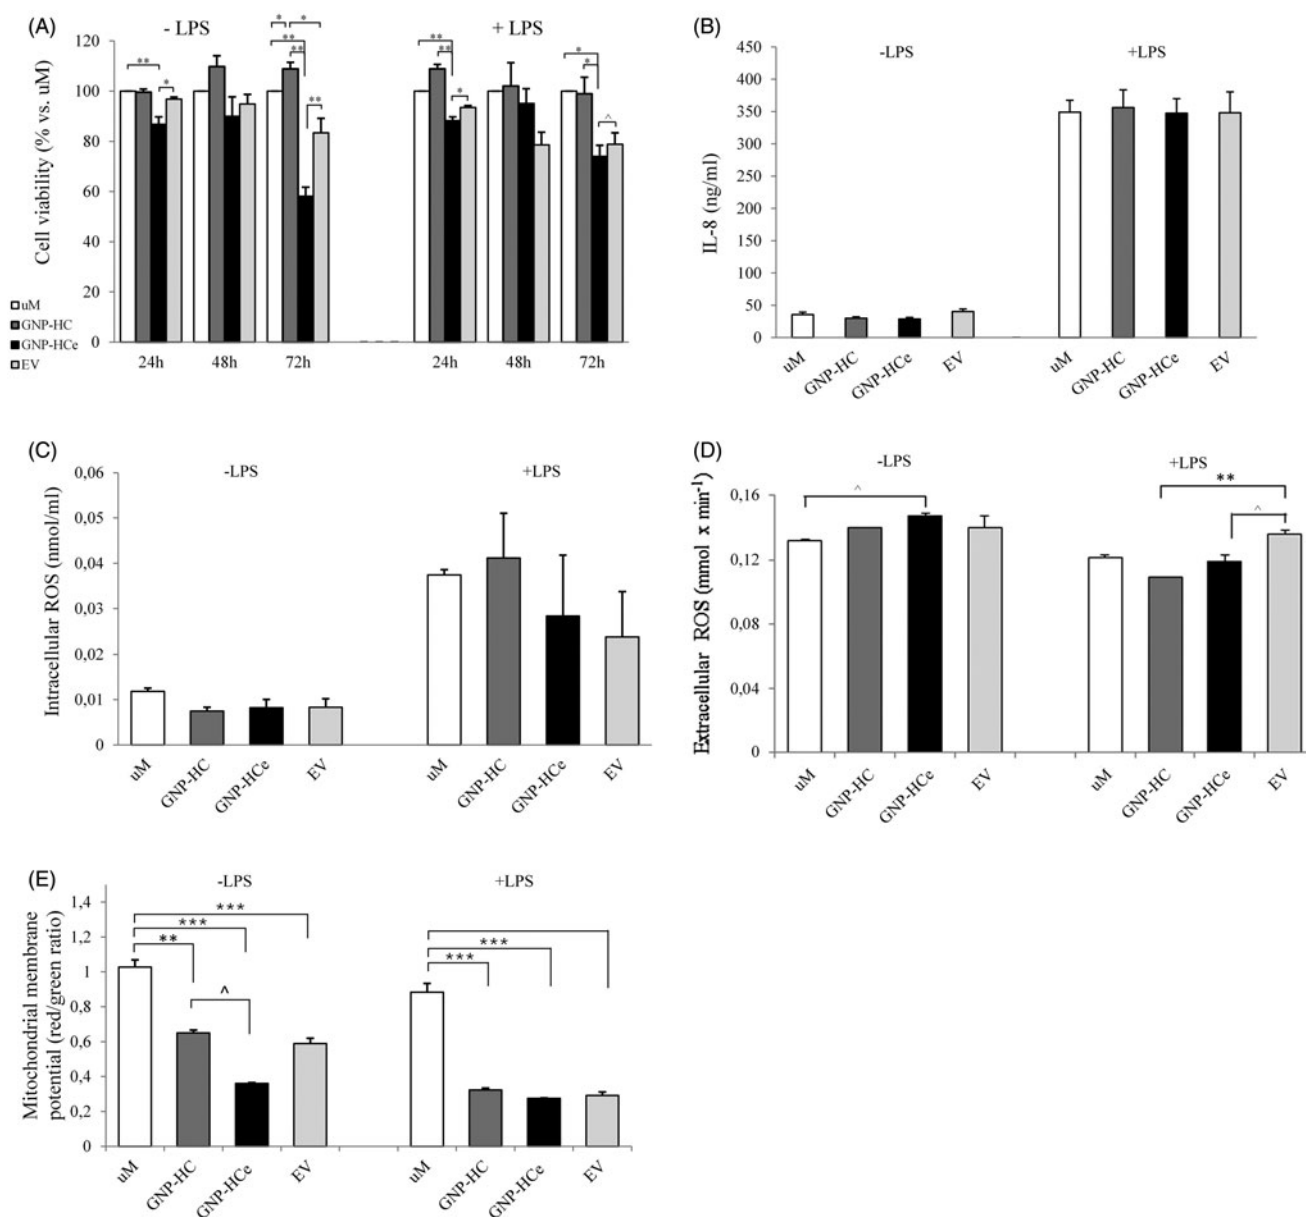 (A)
- LPS
+ LPS
Cell viability (% vs. uM)
120
100
80
60
40
20
0
** * * * ** ** **
** ** * * * ^
uM
GNP-HC
GNP-HCe
EV
24h 48h 72h 24h 48h 72h
(B)
-LPS
+LPS
IL-8 (ng/ml)
450
400
350
300
250
200
150
100
50
0
uM GNP-HC GNP-HCe EV uM GNP-HC GNP-HCe EV
(C)
-LPS
+LPS
Intracellular ROS (nmol/ml)
0,06
0,05
0,04
0,03
0,02
0,01
0
uM GNP-HC GNP-HCe EV uM GNP-HC GNP-HCe EV
(D)
-LPS
+LPS
Extracellular ROS (mmol x min⁻¹)
0,16
0,12
0,08
0,04
0
^ ** ^
uM GNP-HC GNP-HCe EV uM GNP-HC GNP-HCe EV
(E)
-LPS
+LPS
Mitochondrial membrane
potential (red/green ratio)
1,4
1,2
1
0,8
0,6
0,4
0,2
0
***
***
**
^
***
***
uM GNP-HC GNP-HCe EV uM GNP-HC GNP-HCe EV